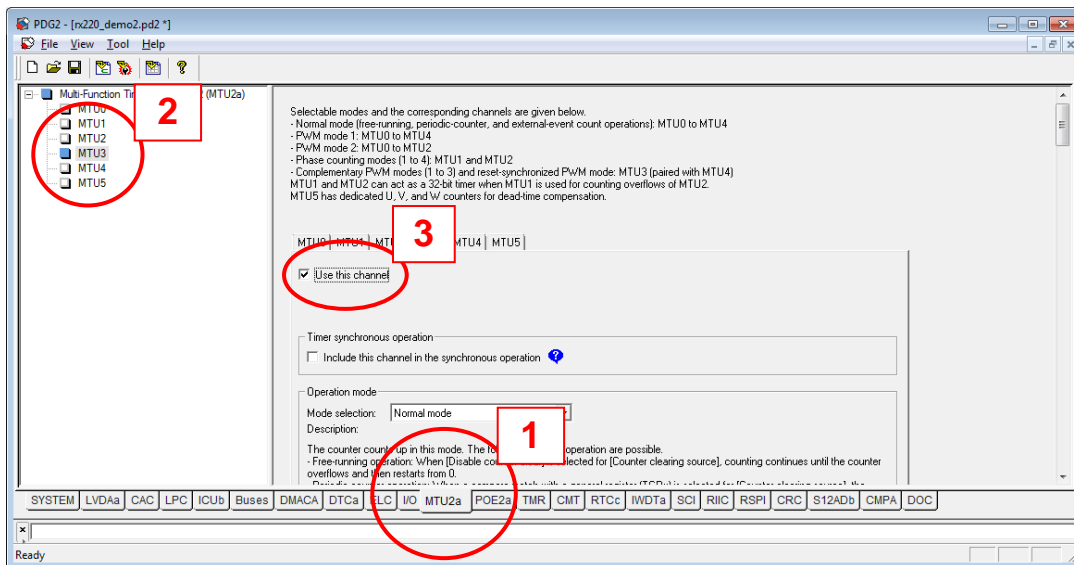 PDG2 - [rx220_demo2.pd2 *]
File View Tool Help
Multi-Function Ti (MTU2a)
MTU0
MTU1
MTU2
MTU3
MTU4
MTU5
2
Selectable modes and the corresponding channels are given below.
- Normal mode (free-running, periodic-counter, and external-event count operations): MTU0 to MTU4
- PWM mode 1: MTU0 to MTU4
- PWM mode 2: MTU0 to MTU2
- Phase counting modes (1 to 4): MTU1 and MTU2
- Complementary PWM modes (1 to 3) and reset-synchronized PWM mode: MTU3 (paired with MTU4)
MTU1 and MTU2 can act as a 32-bit timer when MTU1 is used for counting overflows of MTU2.
MTU5 has dedicated U, V, and W counters for dead-time compensation.
MTU0 MTU1 MTU4 MTU5
3
Use this channel
Timer synchronous operation
Include this channel in the synchronous operation
Operation mode
Mode selection: Normal mode
Description:
1
The counter counts up in this mode. The operation are possible.
- Free-running operation: When [Disable selected for [Counter clearing source], counting continues until the counter
overflows and then restarts from 0.
SYSTEM LVDAa CAC LPC ICUb Buses DMACA DTCa ELC I/O MTU2a POE2a TMR CMT RTCc IWDTa SCI RIIC RSPI CRC S12ADb CMPA DOC
Ready